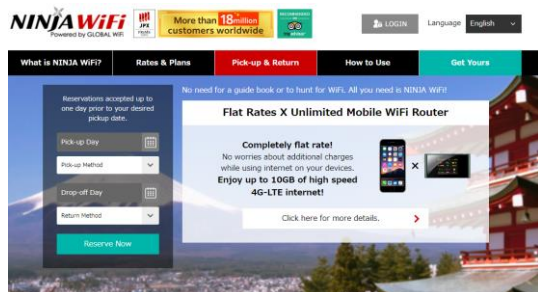 NINJA WiFi
Powered by GLOBAL WiFi
JPX
More than 18million
customers worldwide
LOGIN
Language
English
What is NINJA WiFi?
Rates & Plans
Pick-up & Return
How to Use
Get Yours
No need for a guide book or to hunt for WiFi. All you need is NINJA WiFi!
Reservations accepted up to
one day prior to your desired
pickup date.
Pick-up Day
Pick-up Method
Drop-off Day
Return Method
Reserve Now
Flat Rates X Unlimited Mobile WiFi Router
Completely flat rate!
No worries about additional charges
while using internet on your devices.
Enjoy up to 10GB of high speed
4G-LTE internet!
×
Click here for more details.